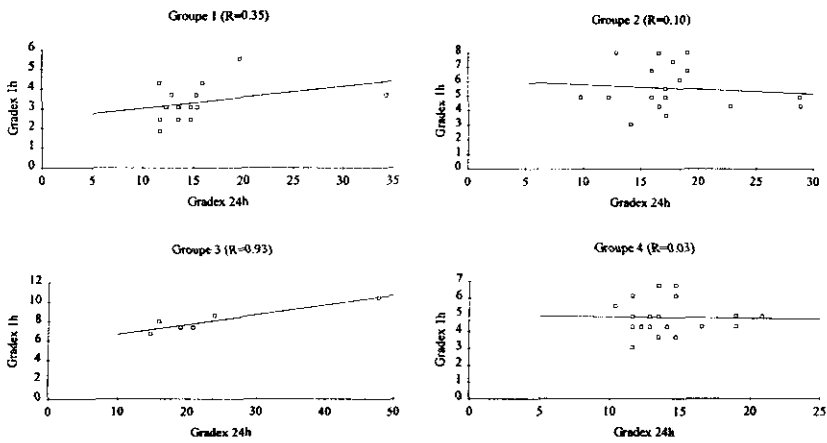 Groupe 1 (R=0.35)
Gradex 1h
6
5
4
3
2
1
0
0 5 10 15 20 25 30 35
Gradex 24h
Groupe 2 (R=0.10)
Gradex 1h
8
7
6
5
4
3
2
1
0
0 5 10 15 20 25 30
Gradex 24h
Groupe 3 (R=0.93)
Gradex 1h
12
10
8
6
4
2
0
0 10 20 30 40 50
Gradex 24h
Groupe 4 (R=0.03)
Gradex 1h
7
6
5
4
3
2
1
0
0 5 10 15 20 25
Gradex 24h